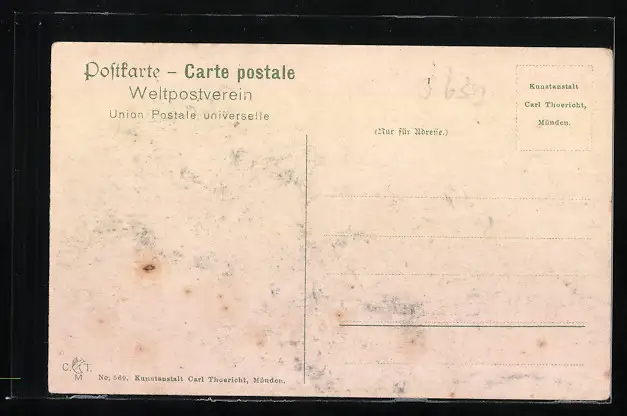 Postkarte – Carte postale
Weltpostverein
Union Postale universelle
Kunstanstalt
Carl Thoericht,
Münden.
(Nur für Adresse.)
C. T.
M
No. 560. Kunstanstalt Carl Thoericht, Münden.